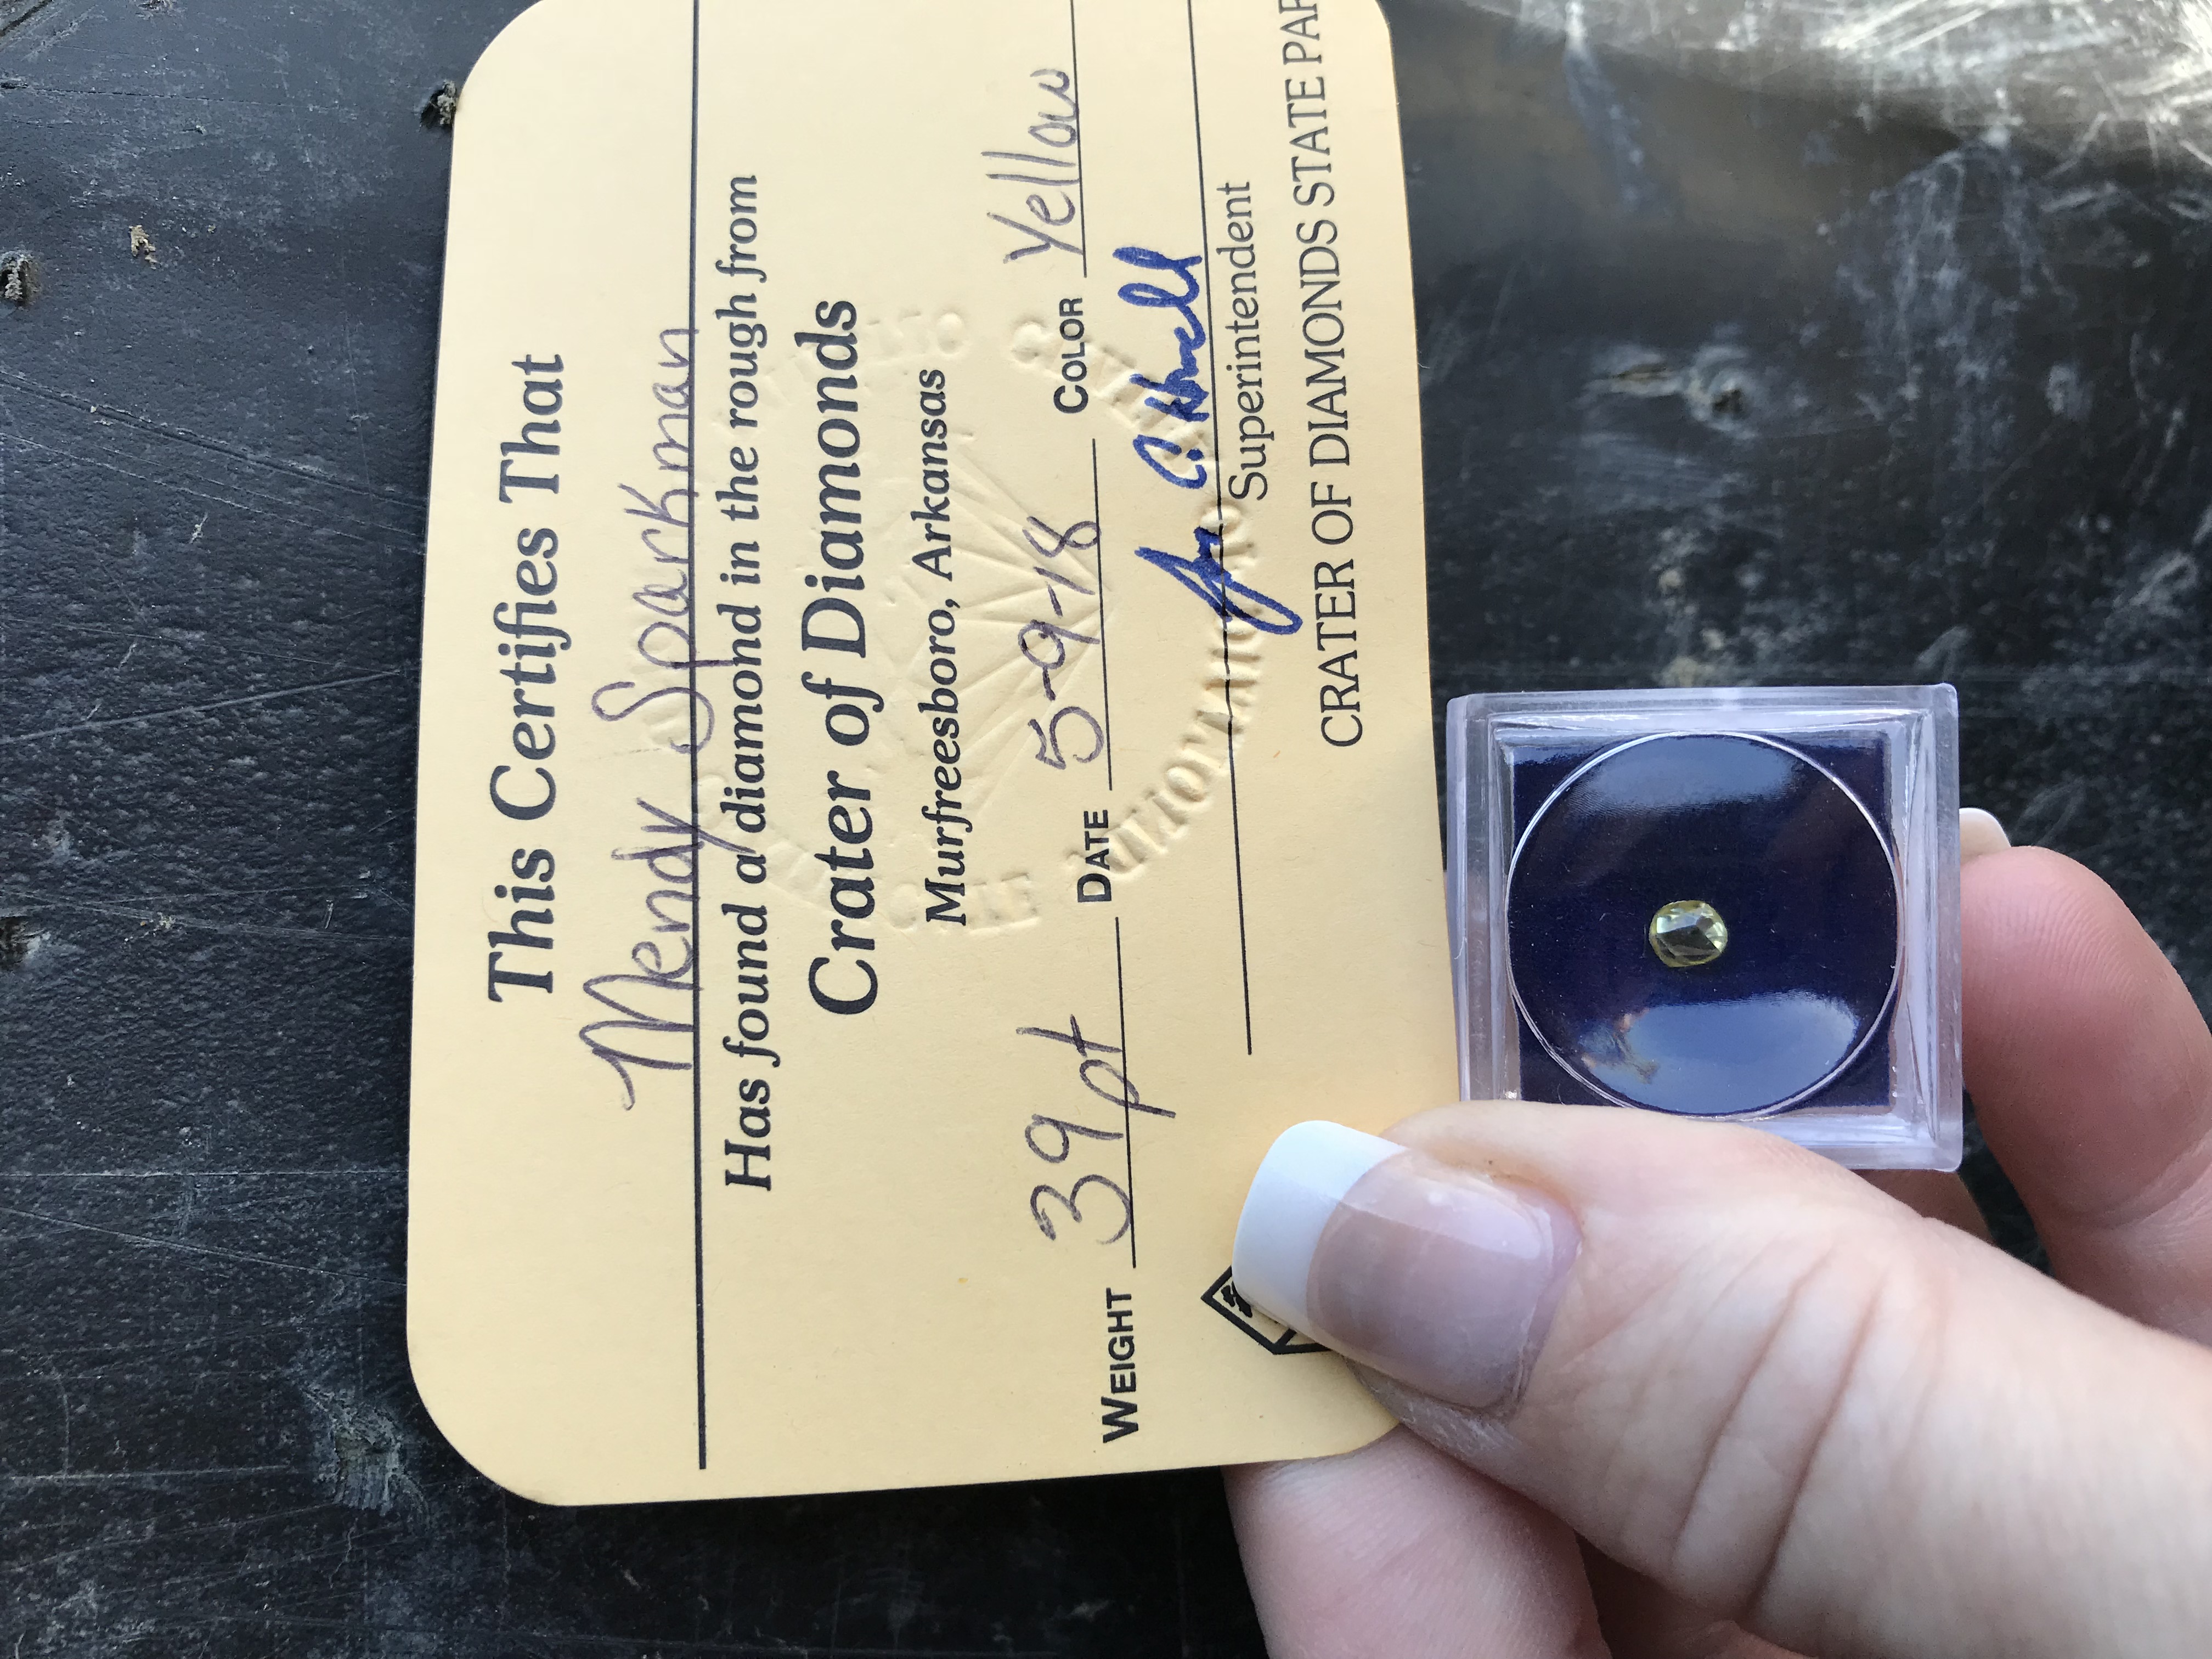 This Certifies That
Mendy Sparkman
Has found a diamond in the rough from
Crater of Diamonds
Murfreesboro, Arkansas
WEIGHT 39pt DATE 5-9-18 COLOR Yellow
Superintendent
CRATER OF DIAMONDS STATE PAR